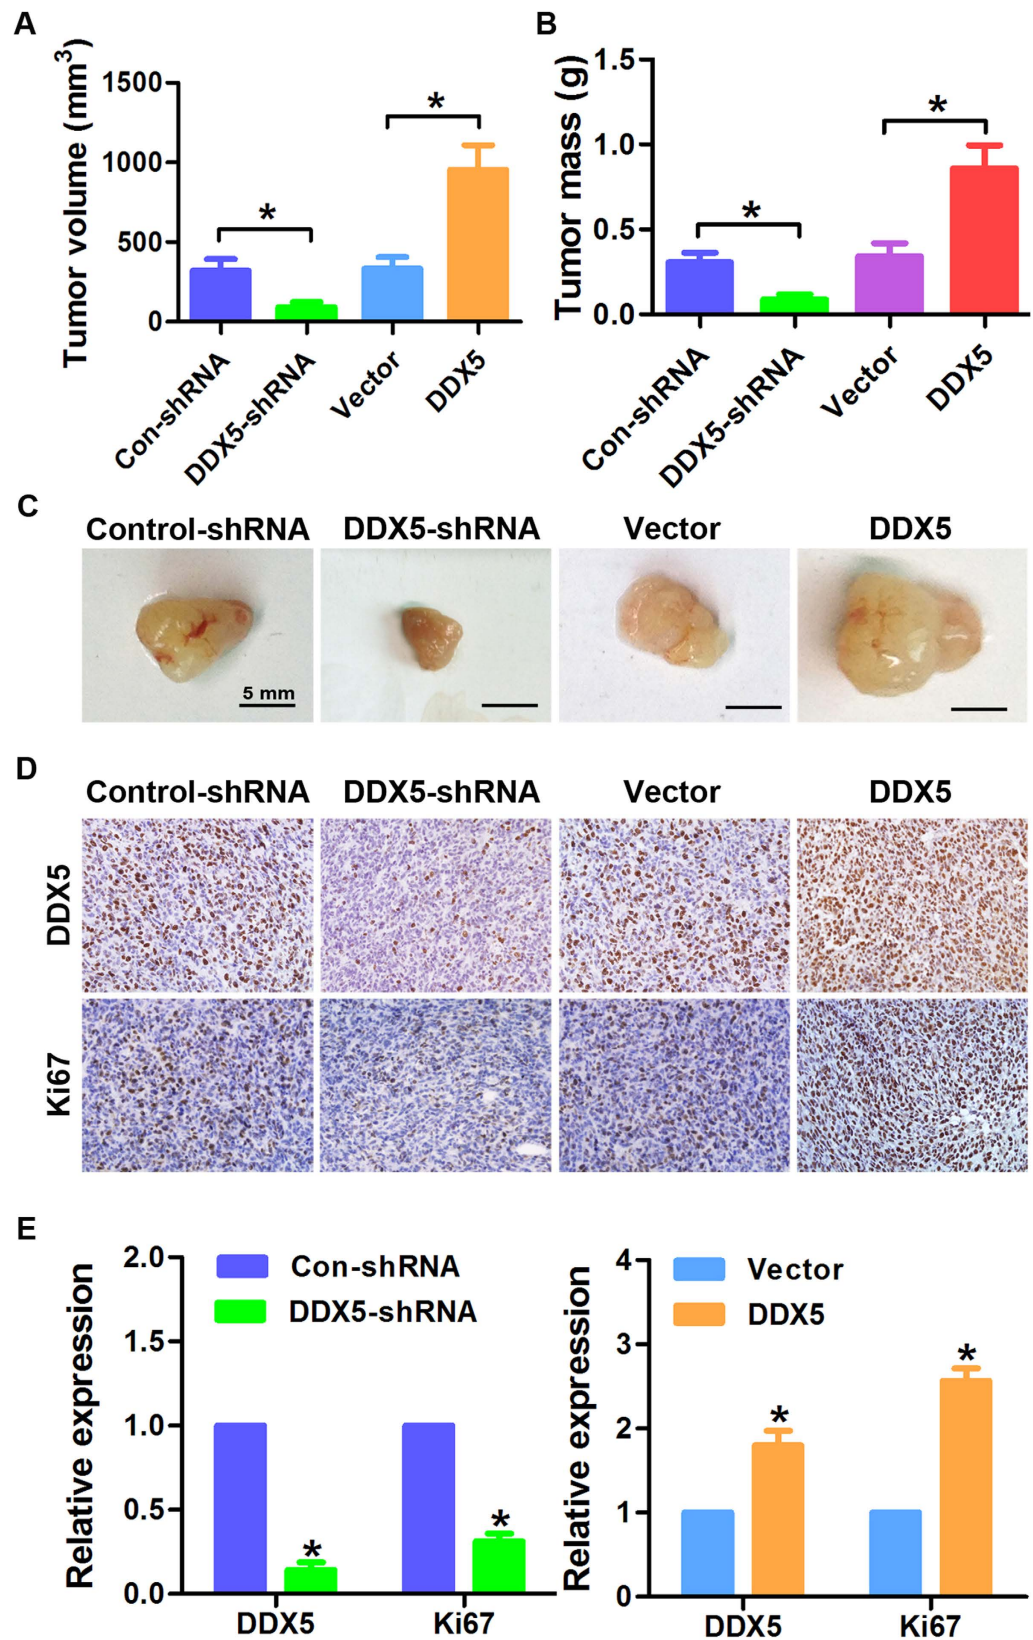 A
Tumor volume (mm³)
1500
1000
500
0
*
*
Con-shRNA
DDX5-shRNA
Vector
DDX5
B
Tumor mass (g)
1.5
1.0
0.5
0.0
*
*
Con-shRNA
DDX5-shRNA
Vector
DDX5
C
Control-shRNA
DDX5-shRNA
Vector
DDX5
5 mm
D
Control-shRNA
DDX5-shRNA
Vector
DDX5
DDX5
Ki67
E
Relative expression
2.0
1.5
1.0
0.5
0.0
Con-shRNA
DDX5-shRNA
*
*
DDX5
Ki67
Relative expression
4
3
2
1
0
Vector
DDX5
*
*
DDX5
Ki67